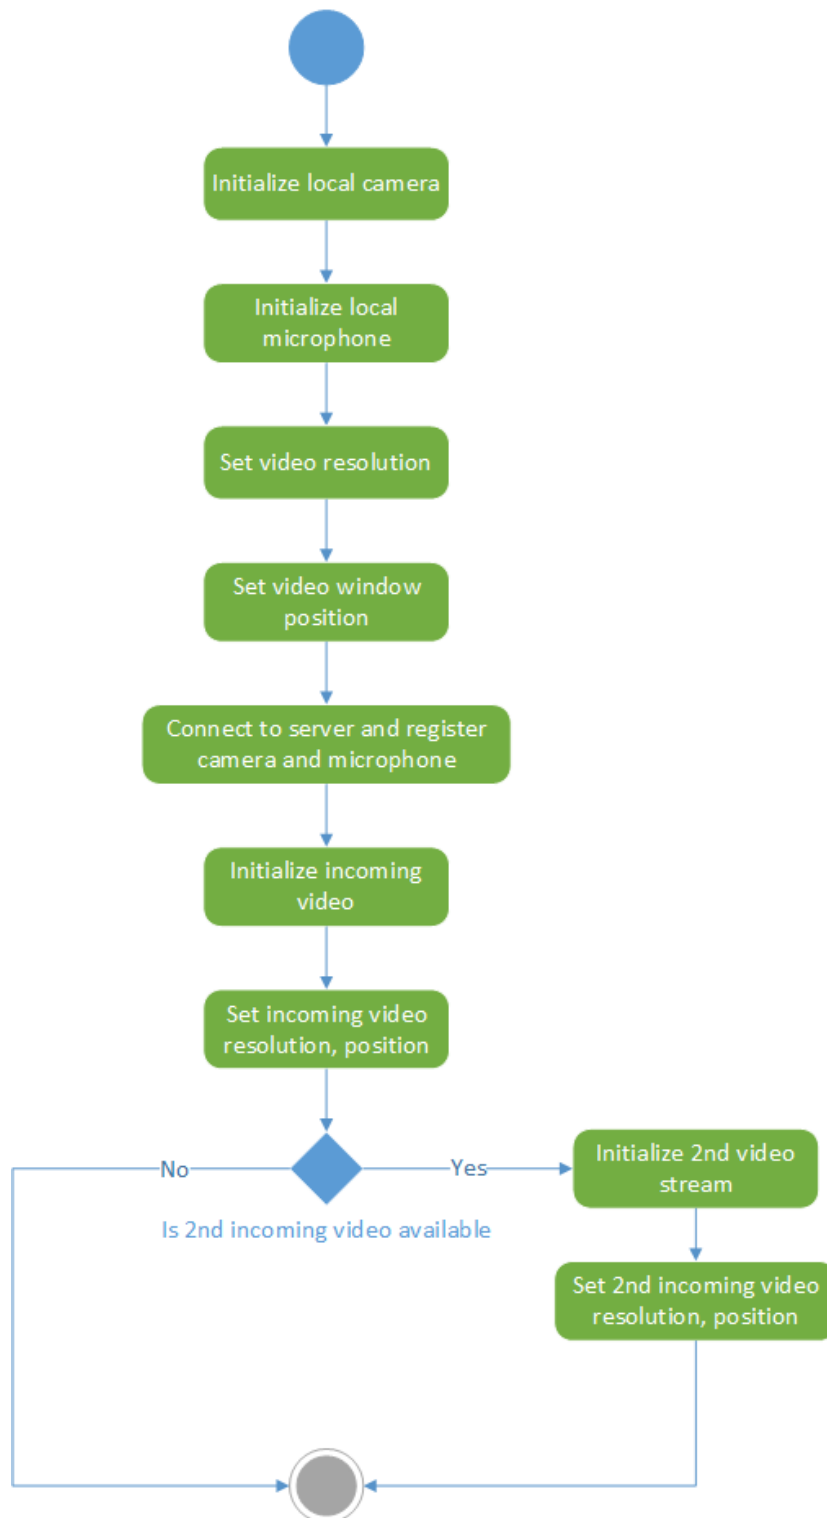 Initialize local camera
Initialize local
microphone
Set video resolution
Set video window
position
Connect to server and register
camera and microphone
Initialize incoming
video
Set incoming video
resolution, position
No
Yes
Is 2nd incoming video available
Initialize 2nd video
stream
Set 2nd incoming video
resolution, position